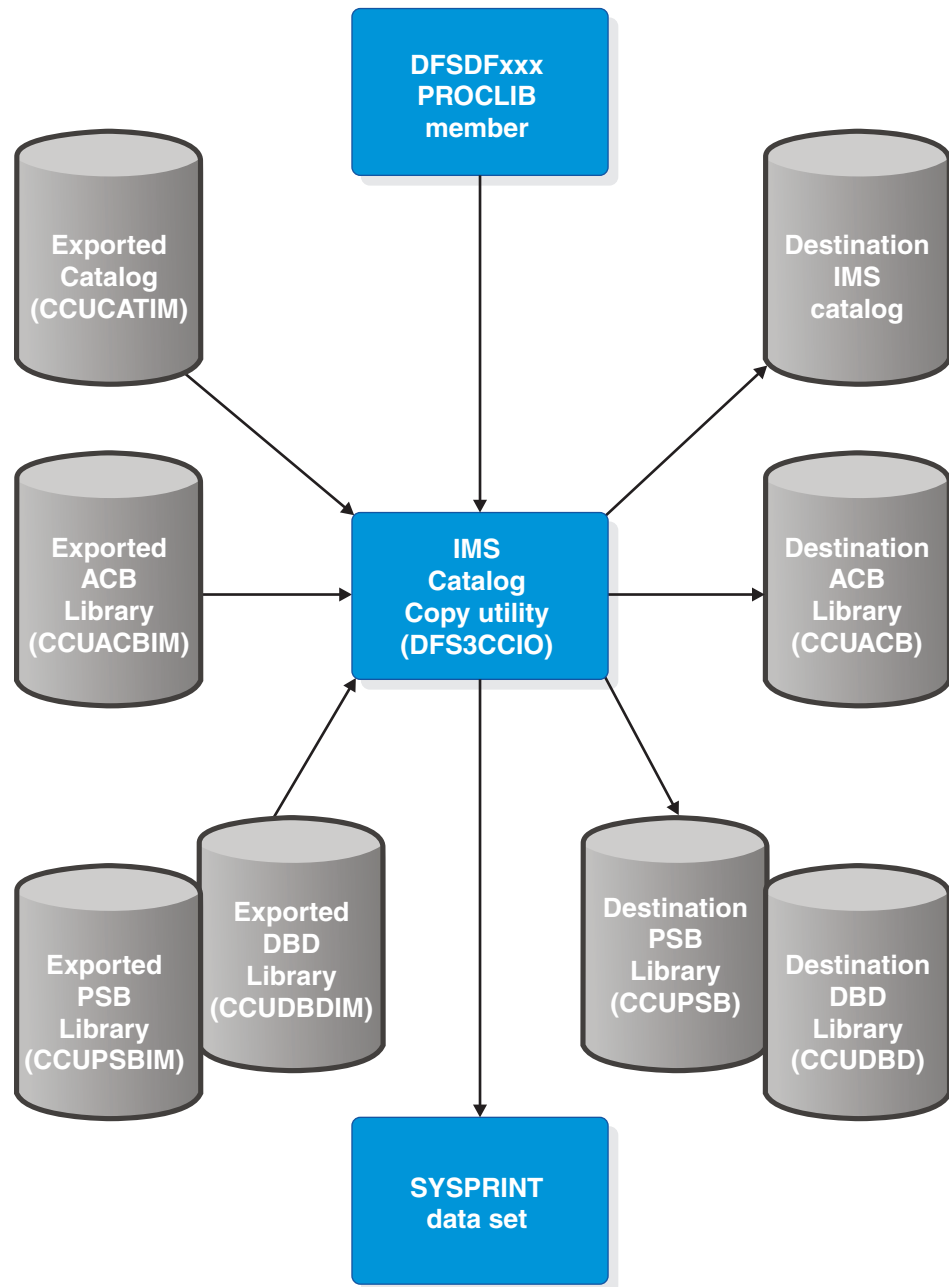 DFSDFxxx
PROCLIB
member
Exported
Catalog
(CCUCATIM)
Destination
IMS
catalog
Exported
ACB
Library
(CCUACBIM)
IMS
Catalog
Copy utility
(DFS3CCIO)
Destination
ACB
Library
(CCUACB)
Exported
PSB
Library
(CCUPSBIM)
Exported
DBD
Library
(CCUDBDIM)
Destination
PSB
Library
(CCUPSB)
Destination
DBD
Library
(CCUDBD)
SYSPRINT
data set